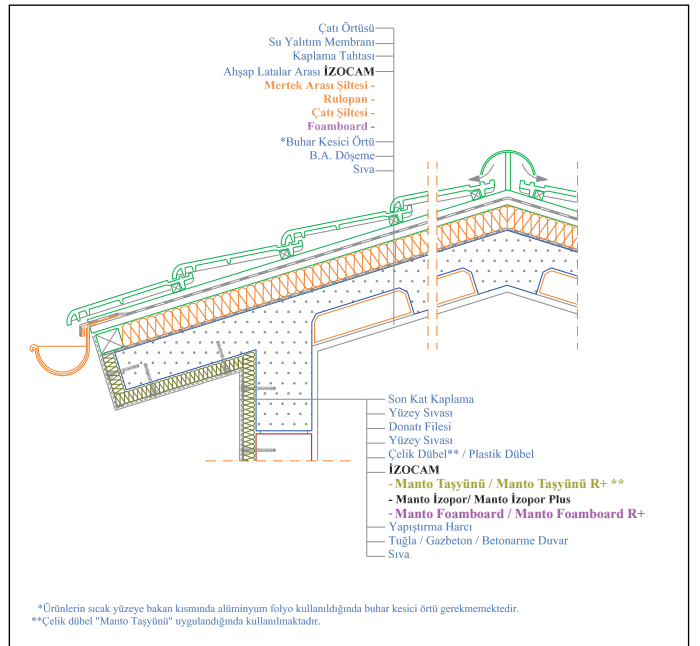 Çatı Örtüsü
Su Yalıtım Membranı
Kaplama Tahtası
Ahşap Latalar Arası İZOCAM
Mertek Arası Şiltesi -
Rulopan -
Çatı Şiltesi -
Foamboard -
*Buhar Kesici Örtü
B.A. Döşeme
Sıva
Son Kat Kaplama
Yüzey Sıvası
Donatı Filesi
Yüzey Sıvası
Çelik Dübel** / Plastik Dübel
İZOCAM
- Manto Taşyünü / Manto Taşyünü R+ **
- Manto İzopor/ Manto İzopor Plus
- Manto Foamboard / Manto Foamboard R+
Yapıştırma Harcı
Tuğla / Gazbeton / Betonarme Duvar
Sıva
*Ürünlerin sıcak yüzeye bakan kısmında alüminyum folyo kullanıldığında buhar kesici örtü gerekmemektedir.
**Çelik dübel "Manto Taşyünü" uygulandığında kullanılmaktadır.